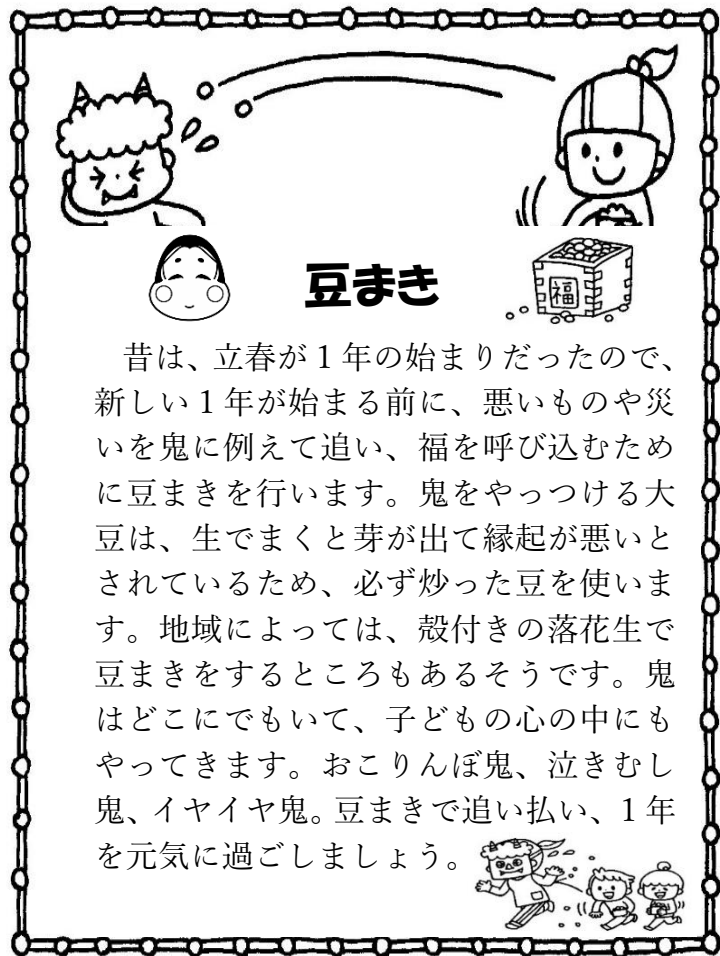 豆まき
福
昔は、立春が1年の始まりだったので、
新しい1年が始まる前に、悪いものや災
いを鬼に例えて追い、福を呼び込むため
に豆まきを行います。鬼をやっつける大
豆は、生でまくと芽が出て縁起が悪いと
されているため、必ず炒った豆を使いま
す。地域によっては、殻付きの落花生で
豆まきをするところもあるそうです。鬼
はどこにでもいて、子どもの心の中にも
やってきます。おこりんぼ鬼、泣きむし
鬼、イヤイヤ鬼。豆まきで追い払い、1年
を元気に過ごしましょう。